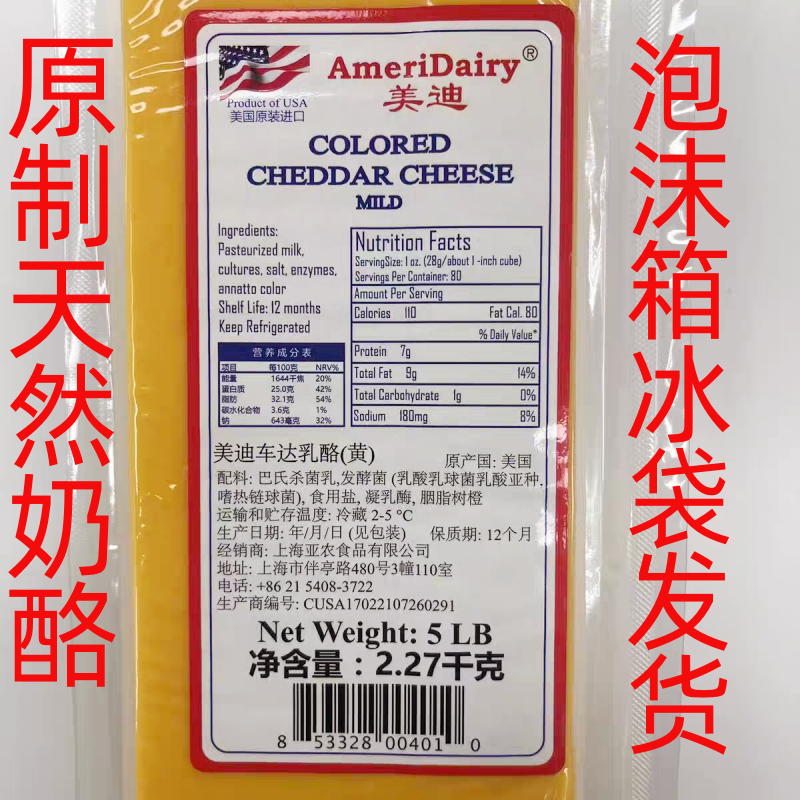 原制天然奶酪
泡沫箱冰袋发货
AmeriDairy®
美迪
Product of USA
美国原装进口
COLORED
CHEDDAR CHEESE
MILD
Ingredients:
Pasteurized milk,
cultures, salt, enzymes,
annatto color
Shelf Life: 12 months
Keep Refrigerated
Nutrition Facts
ServingSize: 1 oz. (28g/about 1 -inch cube)
Servings Per Container: 80
Amount Per Serving
Calories 110 Fat Cal. 80
% Daily Value*
Protein 7g
Total Fat 9g 14%
Total Carbohydrate 1g 0%
Sodium 180mg 8%
营养成分表
项目 每100克 NRV%
能量 1644千焦 20%
蛋白质 25.0克 42%
脂肪 32.1克 54%
碳水化合物 3.6克 1%
钠 643毫克 32%
美迪车达乳酪(黄) 原产国: 美国
配料: 巴氏杀菌乳,发酵菌 (乳酸乳球菌乳酸亚种.
嗜热链球菌), 食用盐, 凝乳酶, 胭脂树橙
运输和贮存温度: 冷藏 2-5 °C
生产日期: 年/月/日 (见包装) 保质期: 12个月
经销商: 上海亚农食品有限公司
地址: 上海市伴亭路480号3幢110室
电话: +86 21 5408-3722
生产商编号: CUSA17022107260291
Net Weight: 5 LB
净含量：2.27千克
8 53328 00401 0